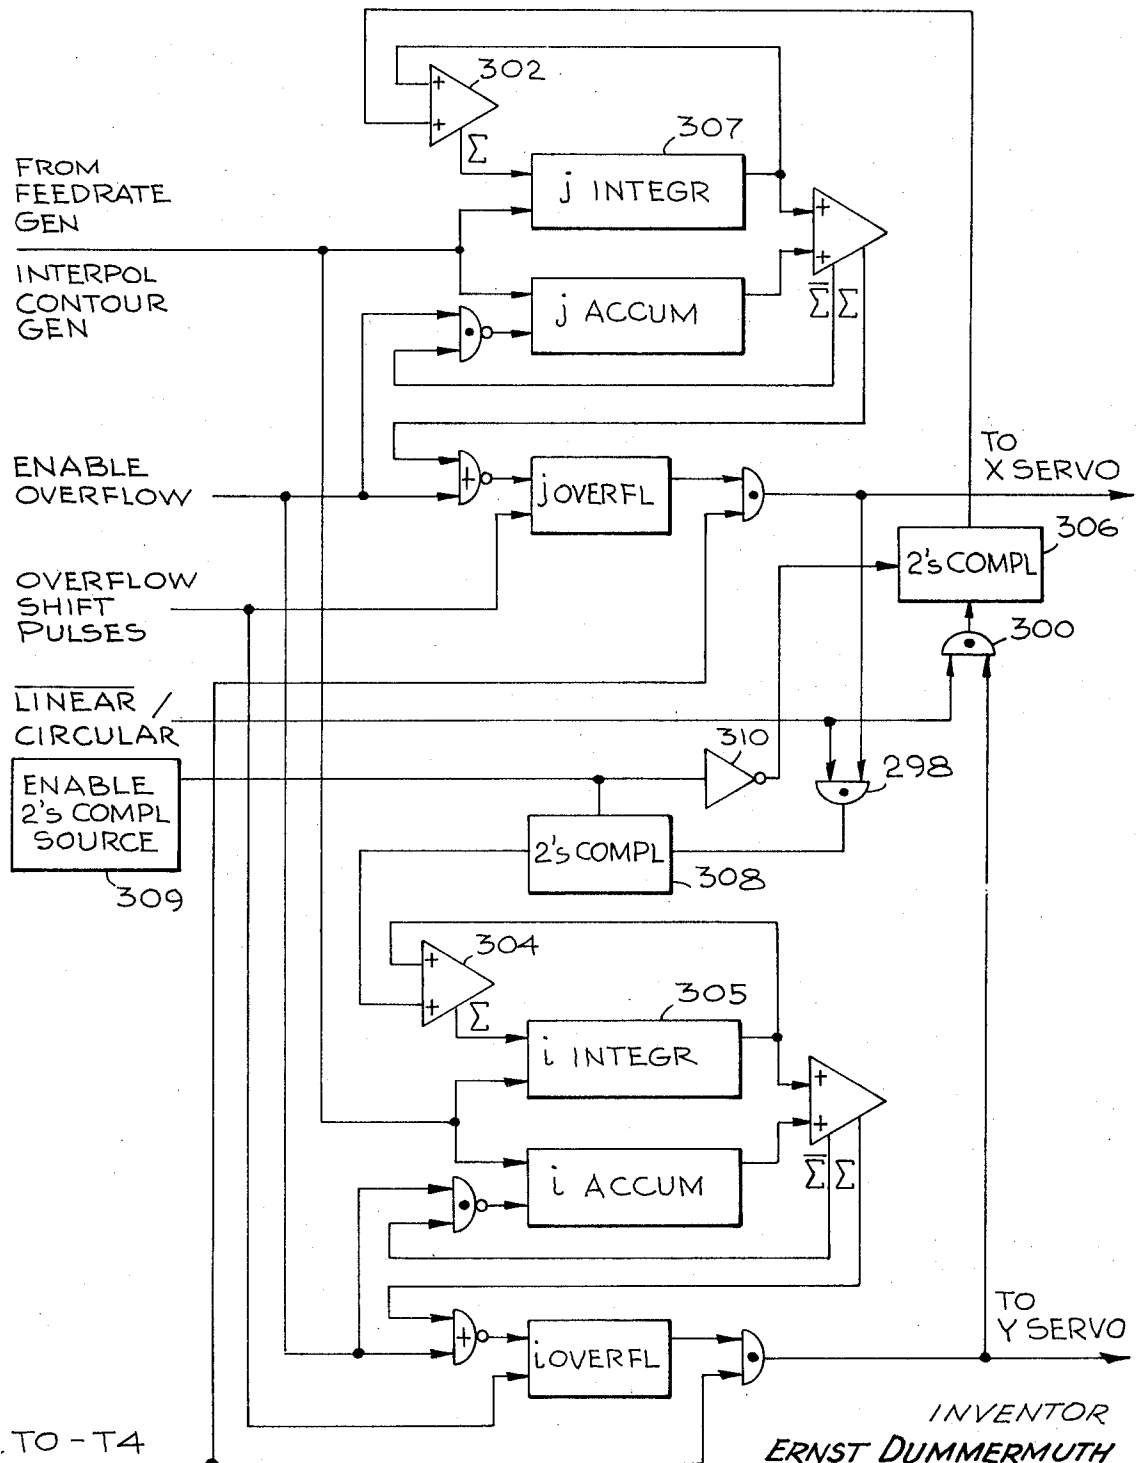 302
Σ
307
FROM
FEEDRATE
GEN
j INTEGR
+
+
+
+
INTERPOL
CONTOUR
GEN
j ACCUM
Σ̅ Σ
ENABLE
OVERFLOW
+
j OVERFL
TO
X SERVO
306
2's COMPL
OVERFLOW
SHIFT
PULSES
300
L̅I̅N̅E̅A̅R̅ /
CIRCULAR
310
298
ENABLE
2's COMPL
SOURCE
309
2's COMPL
308
304
+
+
Σ
305
i INTEGR
+
+
i ACCUM
Σ̅ Σ
+
i OVERFL
TO
Y SERVO
TO-T4
INVENTOR
ERNST DUMMERMUTH